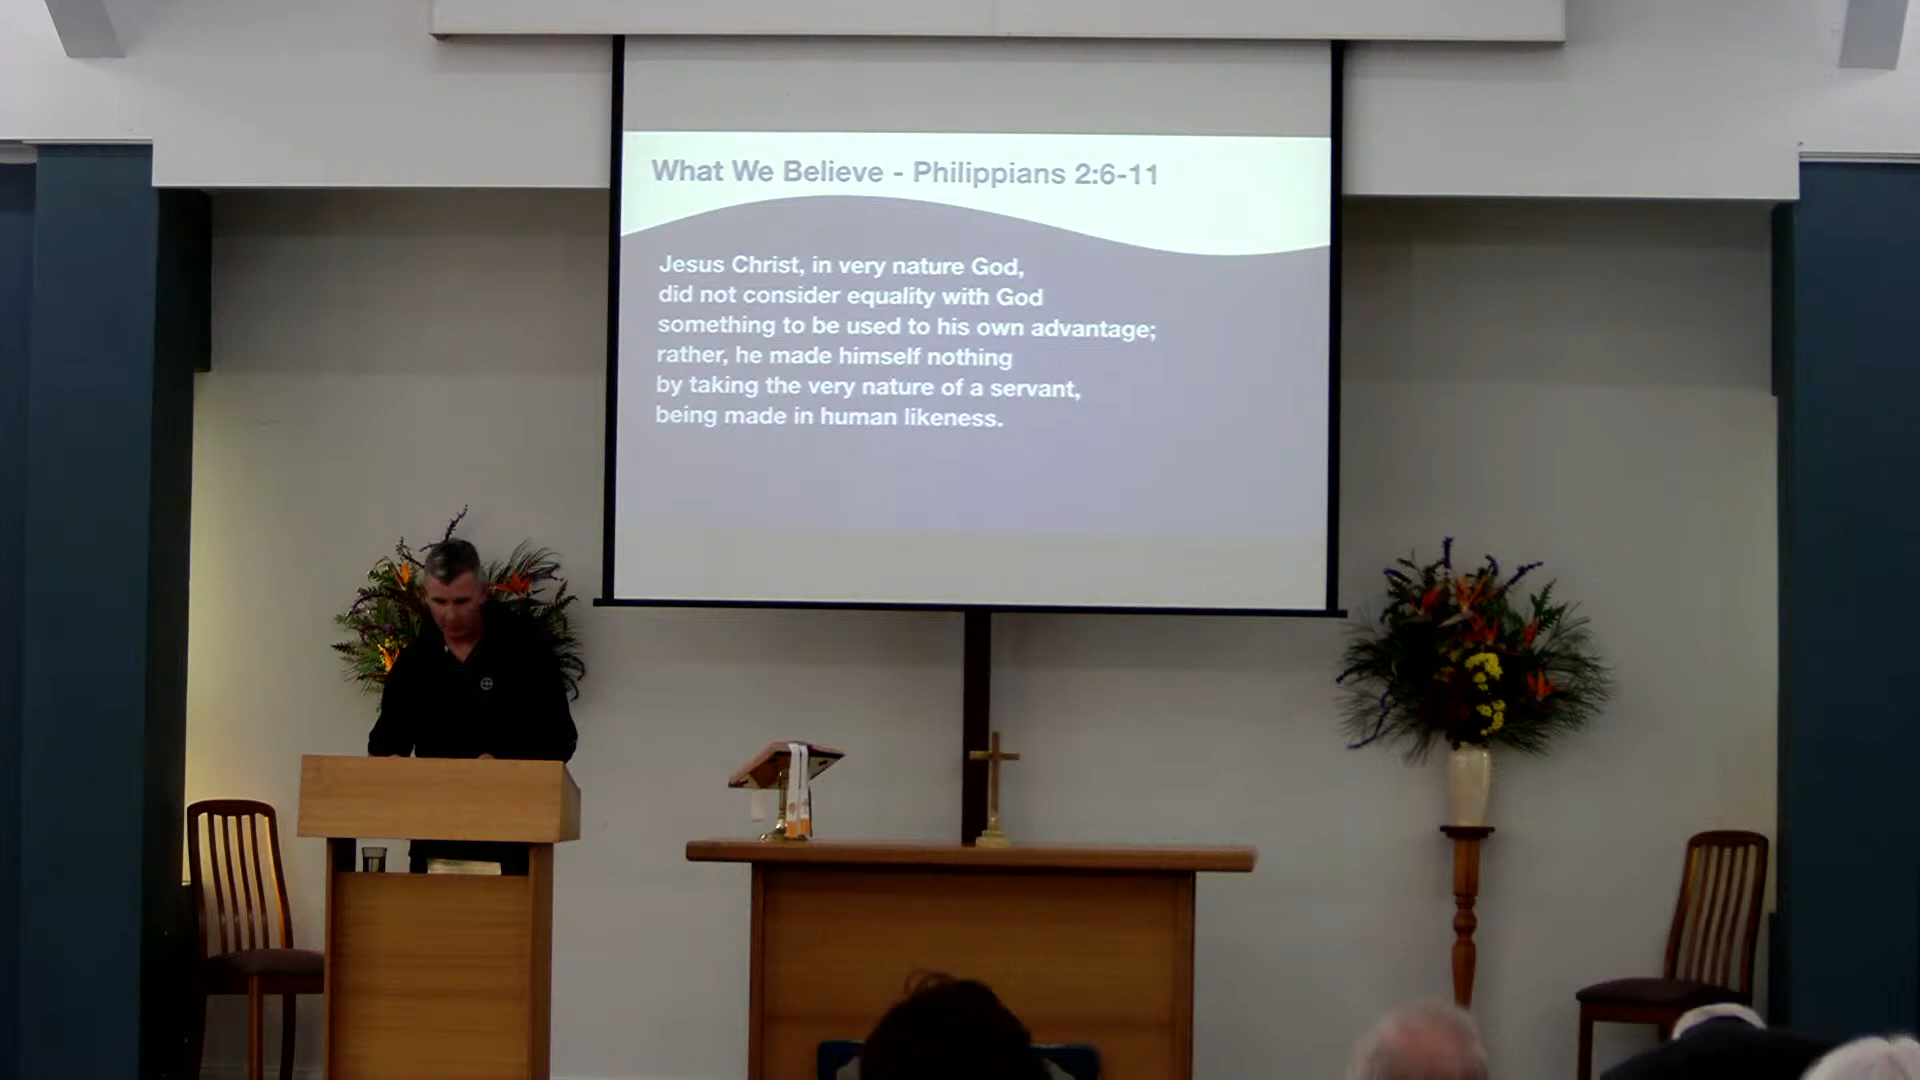 What We Believe - Philippians 2:6-11
Jesus Christ, in very nature God,
did not consider equality with God
something to be used to his own advantage;
rather, he made himself nothing
by taking the very nature of a servant,
being made in human likeness.